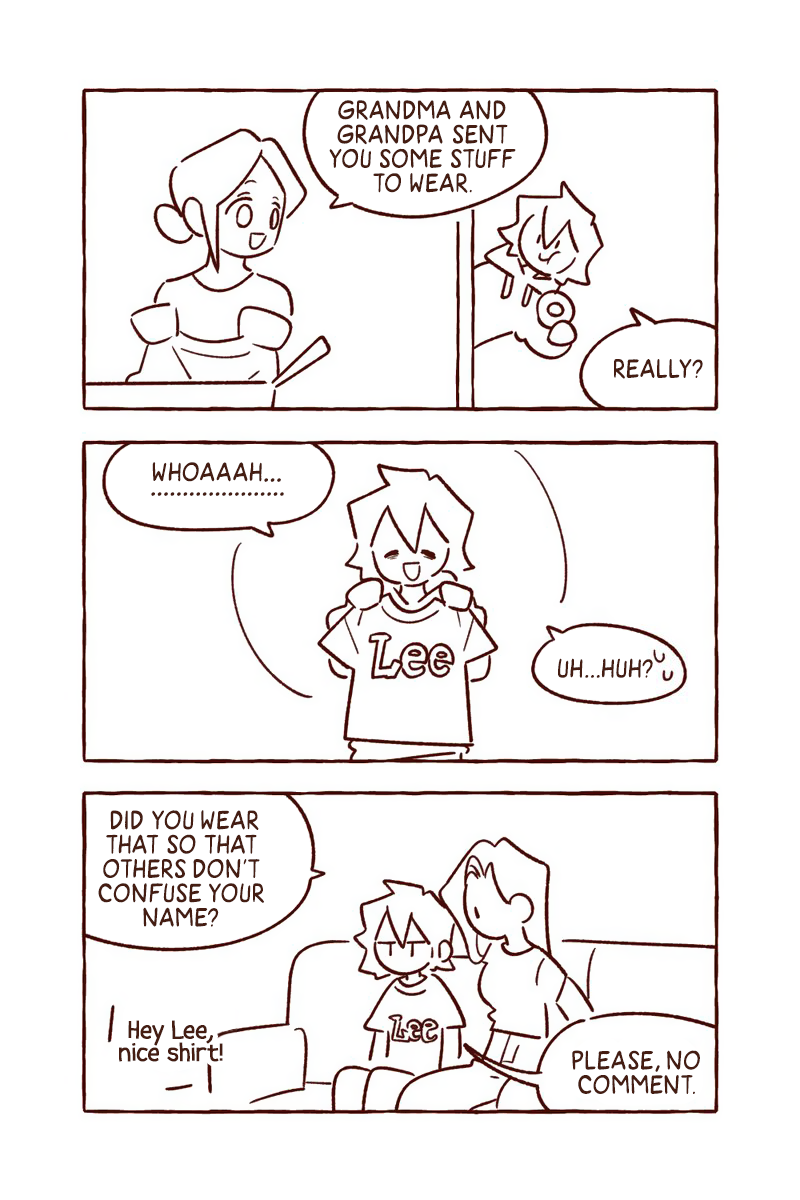 GRANDMA AND
GRANDPA SENT
YOU SOME STUFF
TO WEAR.
REALLY?
WHOAAAH...
......................
Lee
UH...HUH?
DID YOU WEAR
THAT SO THAT
OTHERS DON'T
CONFUSE YOUR
NAME?
Lee
Hey Lee,
nice shirt!
PLEASE, NO
COMMENT.